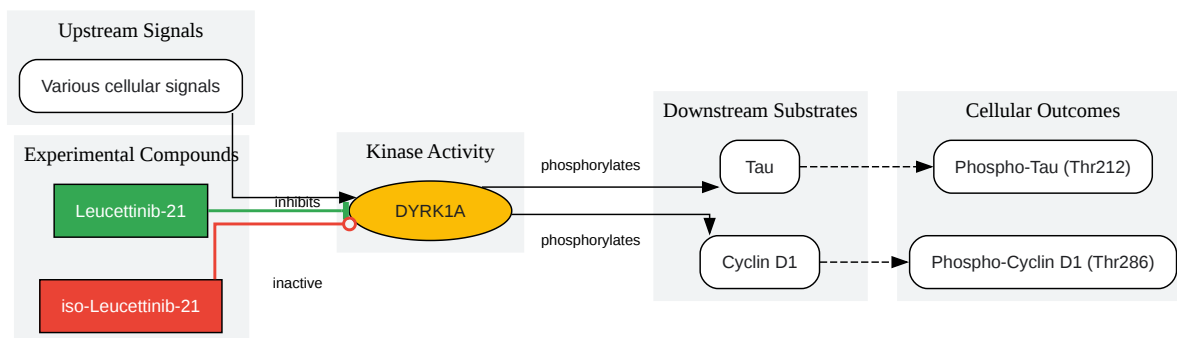 Upstream Signals
Various cellular signals
Experimental Compounds
Leucettinib-21
iso-Leucettinib-21
inhibits
inactive
Kinase Activity
DYRK1A
phosphorylates
phosphorylates
Downstream Substrates
Tau
Cyclin D1
Cellular Outcomes
Phospho-Tau (Thr212)
Phospho-Cyclin D1 (Thr286)